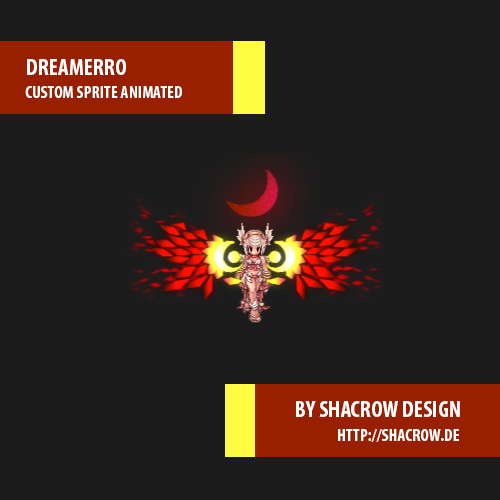 DREAMERRO
CUSTOM SPRITE ANIMATED
BY SHACROW DESIGN
HTTP://SHACROW.DE